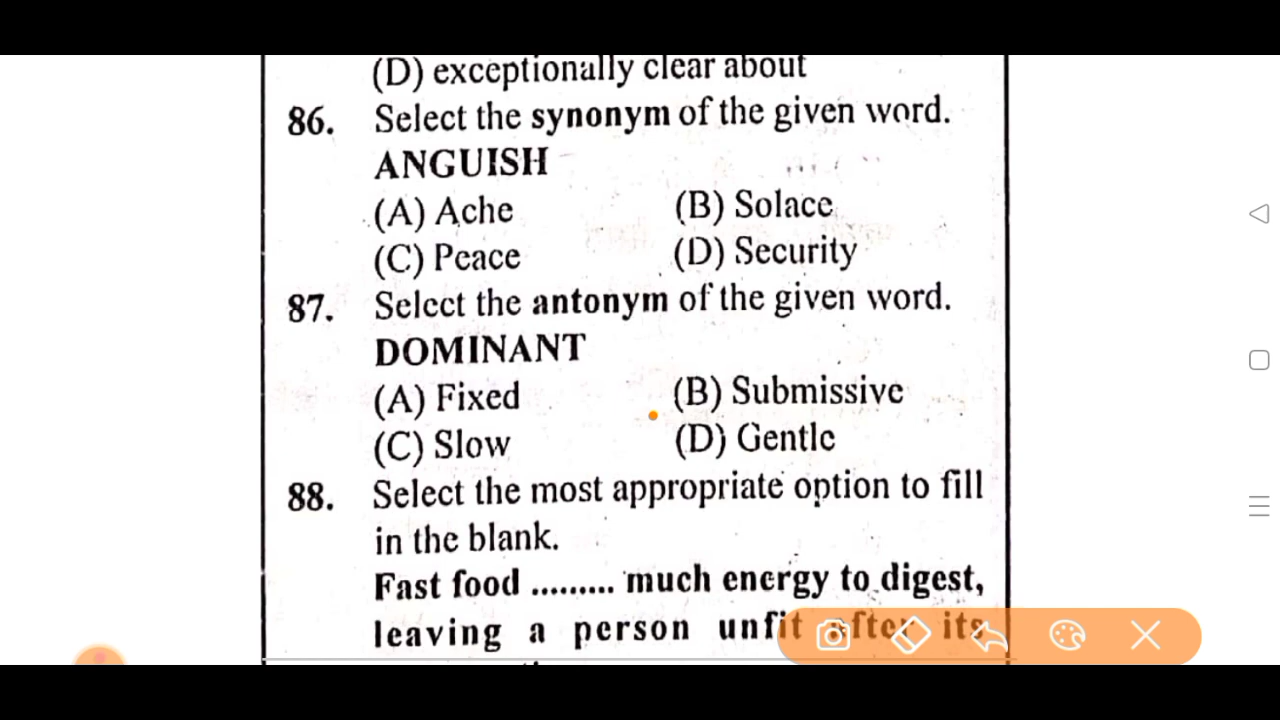 (D) exceptionally clear about
86. Select the synonym of the given word.
ANGUISH
(A) Ache (B) Solace
(C) Peace (D) Security
87. Select the antonym of the given word.
DOMINANT
(A) Fixed (B) Submissive
(C) Slow (D) Gentle
88. Select the most appropriate option to fill
in the blank.
Fast food ......... much energy to digest,
leaving a person unfit after its